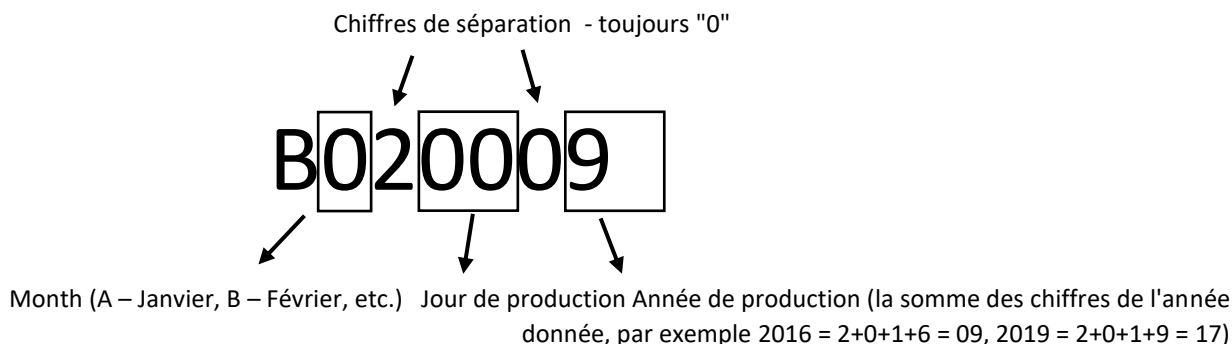 Chiffres de séparation - toujours "0"
B020009
Month (A – Janvier, B – Février, etc.) Jour de production Année de production (la somme des chiffres de l'année
donnée, par exemple 2016 = 2+0+1+6 = 09, 2019 = 2+0+1+9 = 17)